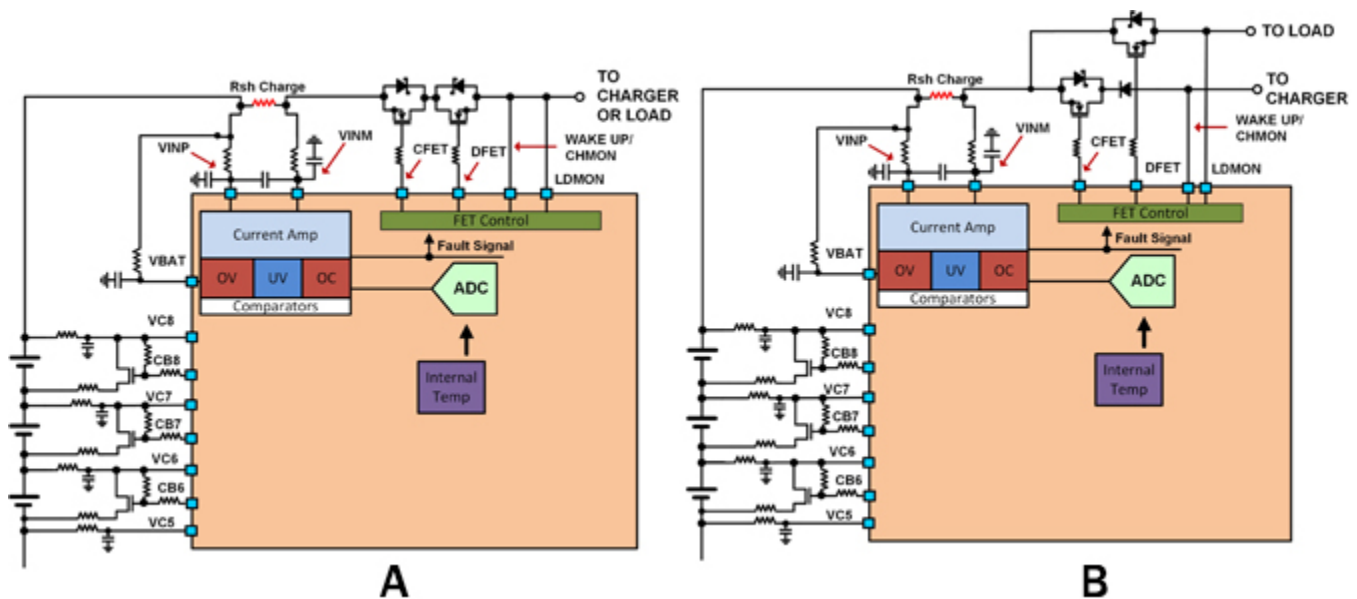 Rsh Charge
TO
CHARGER
OR LOAD
VINP
VINM
CFET
DFET
WAKE UP/
CHMON
LDMON
FET Control
Current Amp
Fault Signal
VBAT
OV
UV
OC
ADC
Comparators
VC8
CB8
Internal
Temp
VC7
CB7
VC6
CB6
VC5
A
TO LOAD
Rsh Charge
TO
CHARGER
VINP
VINM
CFET
WAKE UP/
CHMON
DFET
LDMON
FET Control
Current Amp
Fault Signal
VBAT
OV
UV
OC
ADC
Comparators
VC8
CB8
Internal
Temp
VC7
CB7
VC6
CB6
VC5
B